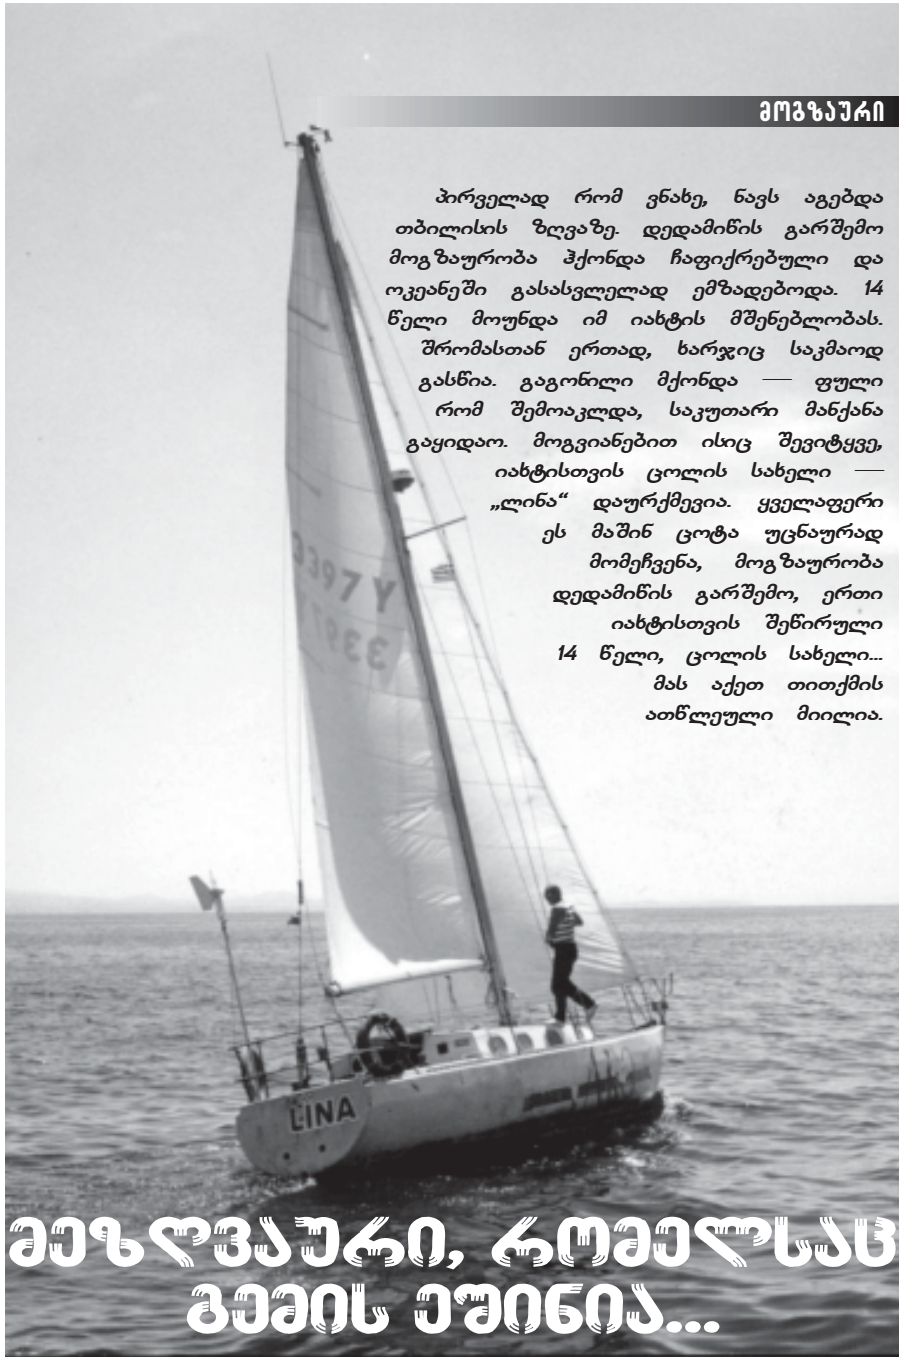 მოგზაური
პირველად რომ ვნახე, ნავს აგებდა
თბილისის ზღვაზე. დედამიწის გარშემო
მოგზაურობა ჰქონდა ჩაფიქრებული და
ოკეანეში გასასვლელად ემზადებოდა. 14
წელი მოუნდა იმ იახტის მშენებლობას.
შრომასთან ერთად, ხარჯიც საკმაოდ
გასწია. გაგონილი მქონდა — ფული
რომ შემოაკლდა, საკუთარი მანქანა
გაყიდაო. მოგვიანებით ისიც შევიტყვე,
იახტისთვის ცოლის სახელი —
„ლინა“ დაურქმევია. ყველაფერი
ეს მაშინ ცოტა უცნაურად
მომეჩვენა, მოგზაურობა
დედამიწის გარშემო, ერთი
იახტისთვის შეწირული
14 წელი, ცოლის სახელი...
მას აქეთ თითქმის
ათწლეული მიილია.
3397 Y
LINA
მეზღვაური, რომელსაც
გემის ეშინია...